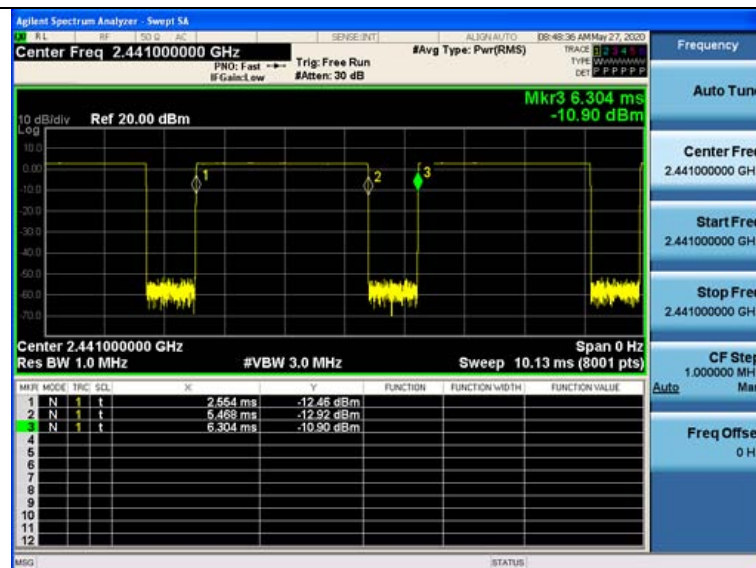 Agilent Spectrum Analyzer - Swept SA
RL RF 50 Ω AC SENSE:INT ALIGN AUTO 08:48:36 AM May 27, 2020
Center Freq 2.441000000 GHz #Avg Type: Pwr(RMS) TRACE 1 2 3 4 5 6
PNO: Fast Trig: Free Run TYPE WWWWWW
IFGain:Low #Atten: 30 dB DET P P P P P P
Mkr3 6.304 ms
10 dB/div Ref 20.00 dBm -10.90 dBm
Log
10.0
0.00
-10.0
-20.0
-30.0
-40.0
-50.0
-60.0
-70.0
1
2
3
Center 2.441000000 GHz Span 0 Hz
Res BW 1.0 MHz #VBW 3.0 MHz Sweep 10.13 ms (8001 pts)
MKR MODE TRC SCL X Y FUNCTION FUNCTION WIDTH FUNCTION VALUE
1 N 1 t 2.554 ms -12.46 dBm
2 N 1 t 5.468 ms -12.92 dBm
3 N 1 t 6.304 ms -10.90 dBm
4
5
6
7
8
9
10
11
12
MSG STATUS
Frequency
Auto Tune
Center Freq
2.441000000 GH
Start Freq
2.441000000 GH
Stop Freq
2.441000000 GH
CF Step
1.000000 MH
Auto Ma
Freq Offse
0 H